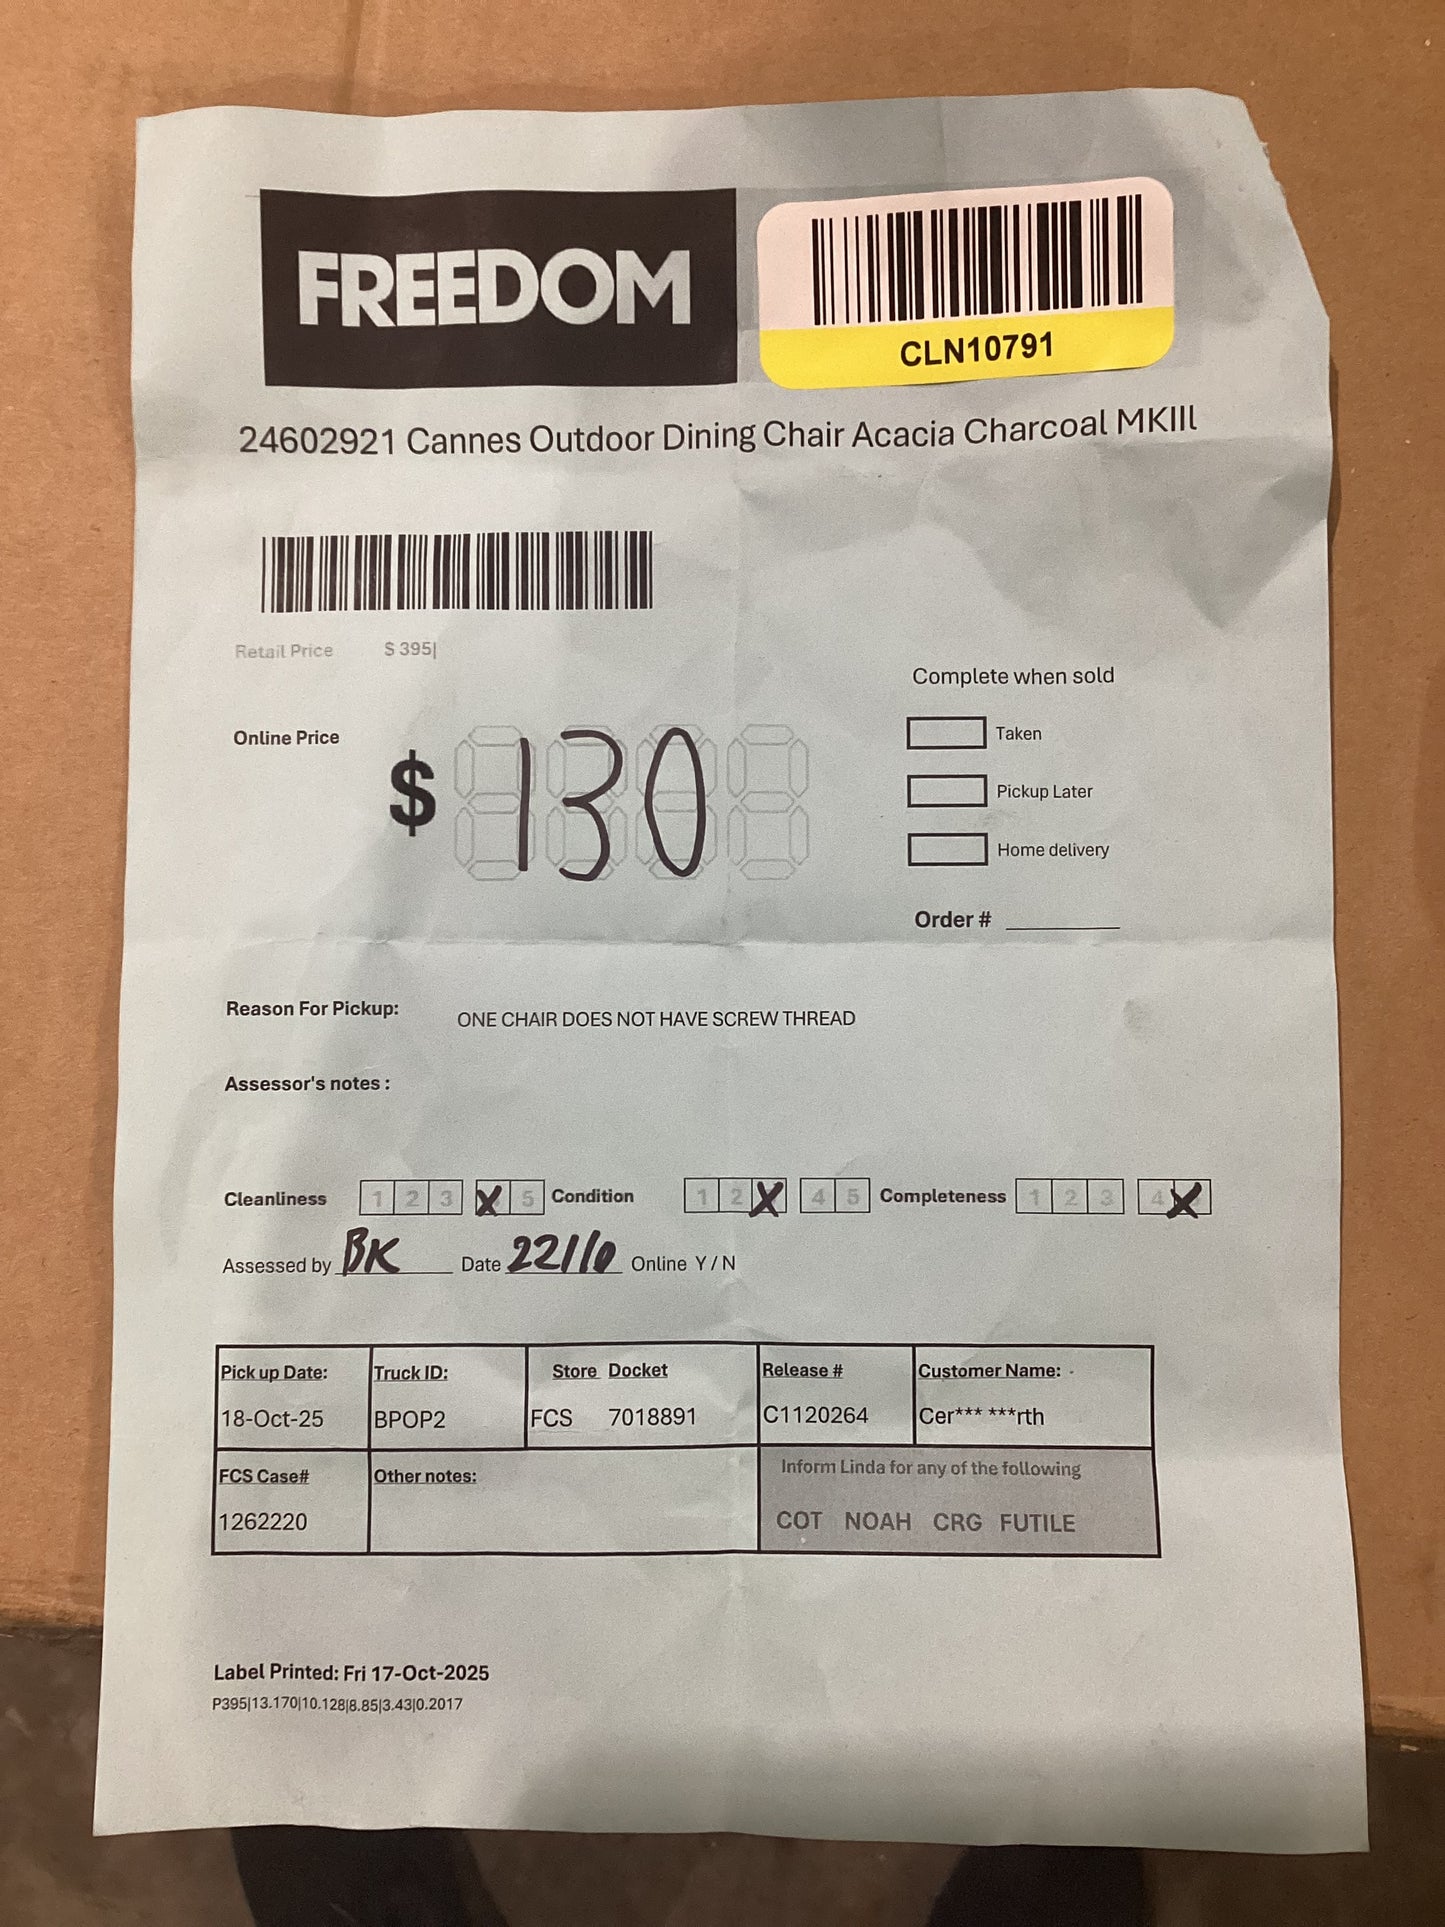 FREEDOM
CLN10791
24602921 Cannes Outdoor Dining Chair Acacia Charcoal MKIII
Retail Price $ 395|
Complete when sold
Online Price
$ 130
Taken
Pickup Later
Home delivery
Order #
Reason For Pickup: ONE CHAIR DOES NOT HAVE SCREW THREAD
Assessor's notes :
Cleanliness 1 2 3 X 5 Condition 1 2 X 4 5 Completeness 1 2 3 4 X
Assessed by BK Date 22/10 Online Y / N
Pick up Date: Truck ID: Store Docket Release # Customer Name:
18-Oct-25 BPOP2 FCS 7018891 C1120264 Cer*** ***rth
FCS Case# Other notes: Inform Linda for any of the following
1262220 COT NOAH CRG FUTILE
Label Printed: Fri 17-Oct-2025
P395|13.170|10.128|8.85|3.43|0.2017